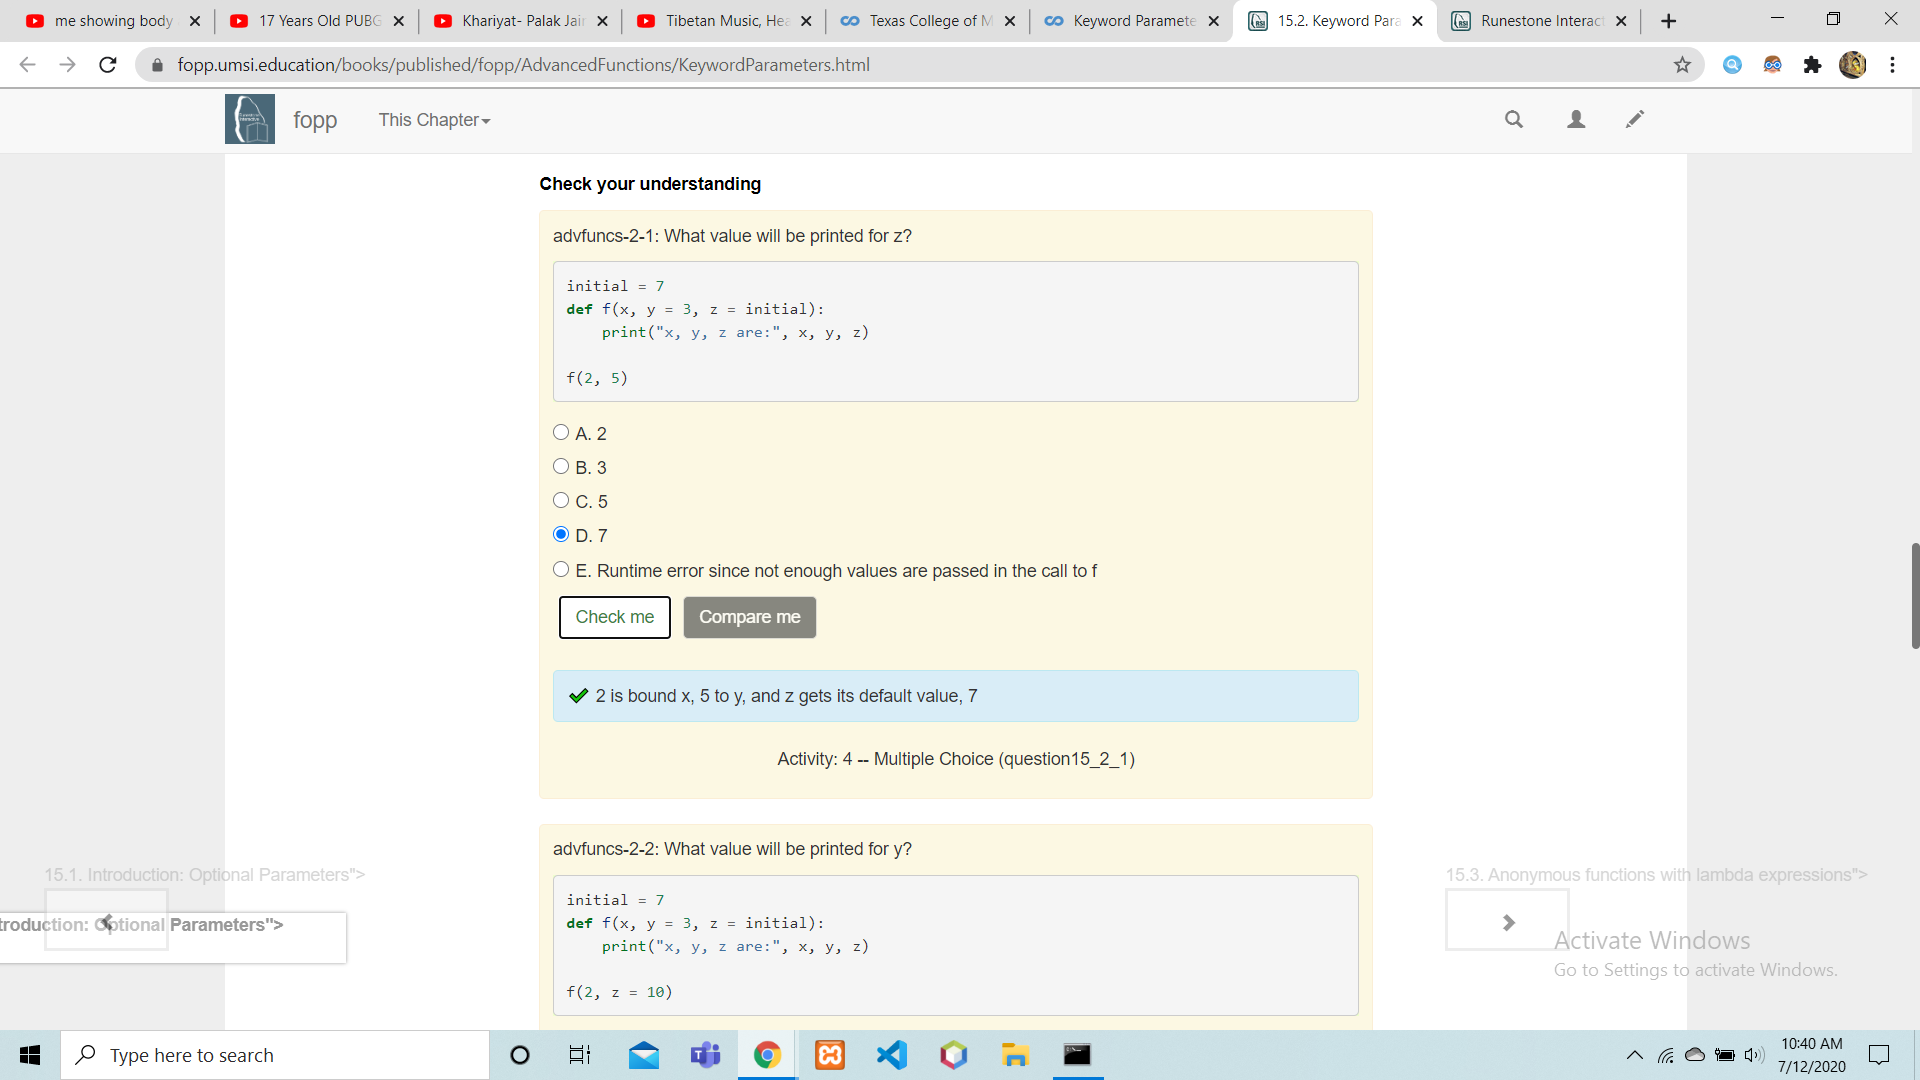 me showing body
17 Years Old PUBG
Khariyat- Palak Jain
Tibetan Music, Hea
Texas College of M
Keyword Paramete
15.2. Keyword Para
Runestone Interact
fopp.umsi.education/books/published/fopp/AdvancedFunctions/KeywordParameters.html
fopp
This Chapter
Check your understanding
advfuncs-2-1: What value will be printed for z?
initial = 7
def f(x, y = 3, z = initial):
    print("x, y, z are:", x, y, z)
f(2, 5)
A. 2
B. 3
C. 5
D. 7
E. Runtime error since not enough values are passed in the call to f
Check me
Compare me
2 is bound x, 5 to y, and z gets its default value, 7
Activity: 4 -- Multiple Choice (question15_2_1)
advfuncs-2-2: What value will be printed for y?
initial = 7
def f(x, y = 3, z = initial):
    print("x, y, z are:", x, y, z)
f(2, z = 10)
15.1. Introduction: Optional Parameters">
troduction: Optional Parameters">
15.3. Anonymous functions with lambda expressions">
Activate Windows
Go to Settings to activate Windows.
Type here to search
10:40 AM
7/12/2020